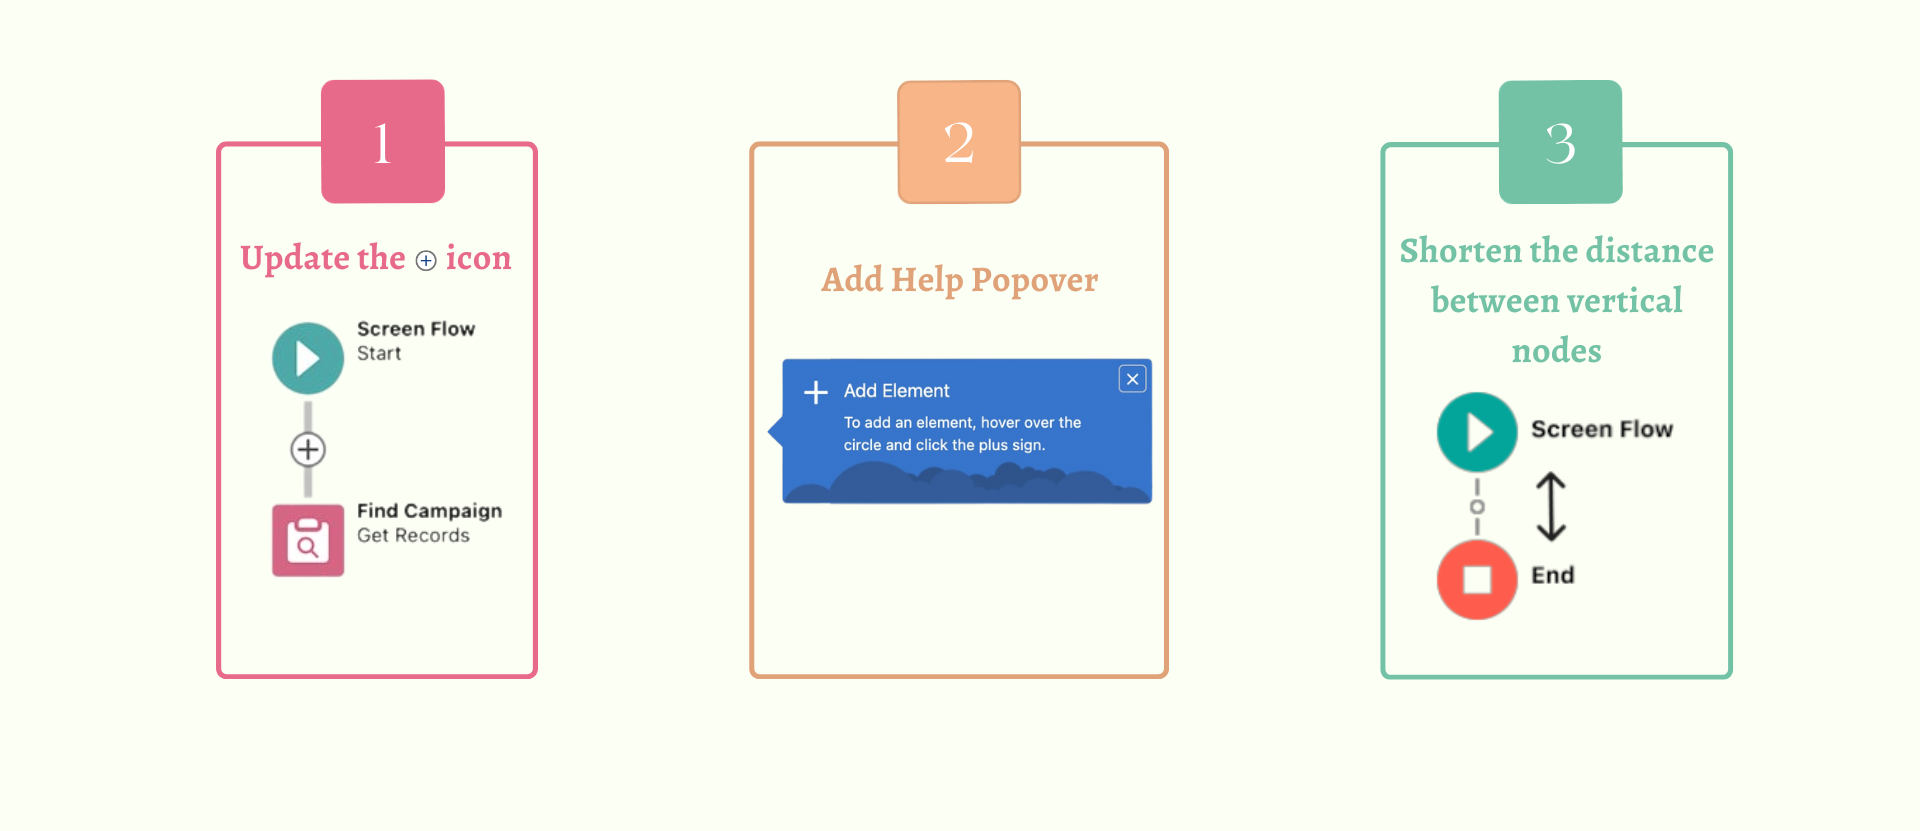 1
Update the icon
Screen Flow
Start
Find Campaign
Get Records
2
Add Help Popover
Add Element
To add an element, hover over the
circle and click the plus sign.
3
Shorten the distance
between vertical
nodes
Screen Flow
End